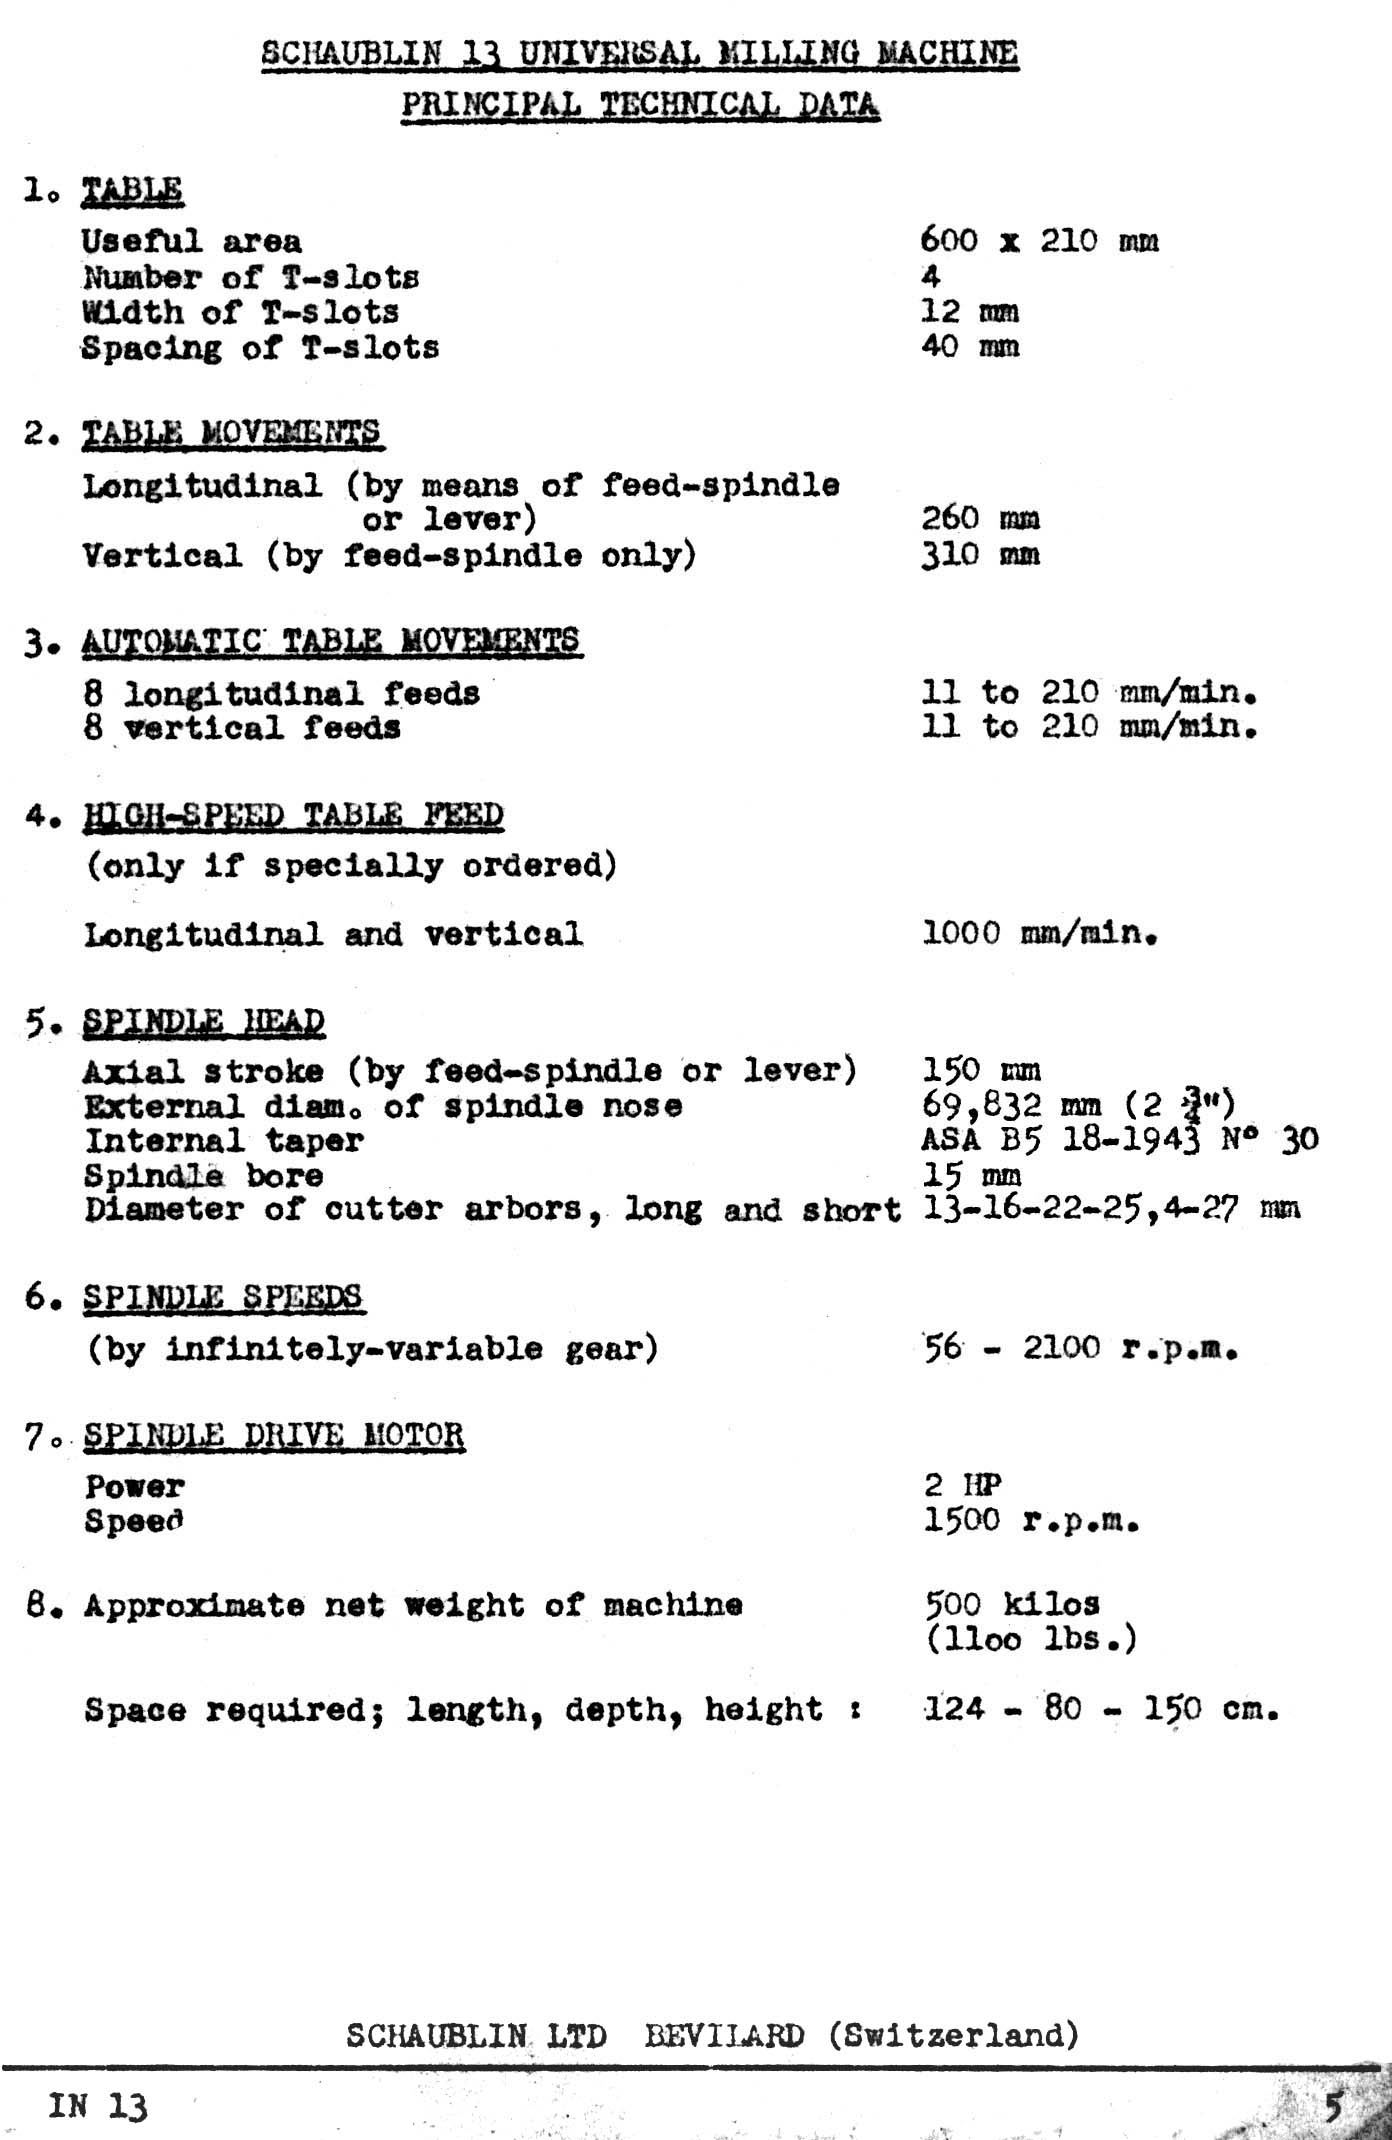 SCHAUBLIN 13 UNIVERSAL MILLING MACHINE
PRINCIPAL TECHNICAL DATA
1. TABLE
Useful area 600 x 210 mm
Number of T-slots 4
Width of T-slots 12 mm
Spacing of T-slots 40 mm
2. TABLE MOVEMENTS
Longitudinal (by means of feed-spindle
or lever) 260 mm
Vertical (by feed-spindle only) 310 mm
3. AUTOMATIC TABLE MOVEMENTS
8 longitudinal feeds 11 to 210 mm/min.
8 vertical feeds 11 to 210 mm/min.
4. HIGH-SPEED TABLE FEED
(only if specially ordered)
Longitudinal and vertical 1000 mm/min.
5. SPINDLE HEAD
Axial stroke (by feed-spindle or lever) 150 mm
External diam. of spindle nose 69,832 mm (2 ¾")
Internal taper ASA B5 18-1943 N° 30
Spindle bore 15 mm
Diameter of cutter arbors, long and short 13-16-22-25,4-27 mm
6. SPINDLE SPEEDS
(by infinitely-variable gear) 56 - 2100 r.p.m.
7. SPINDLE DRIVE MOTOR
Power 2 HP
Speed 1500 r.p.m.
8. Approximate net weight of machine 500 kilos
(11oo lbs.)
Space required; length, depth, height : 124 - 80 - 150 cm.
SCHAUBLIN LTD BEVILARD (Switzerland)
IN 13 5